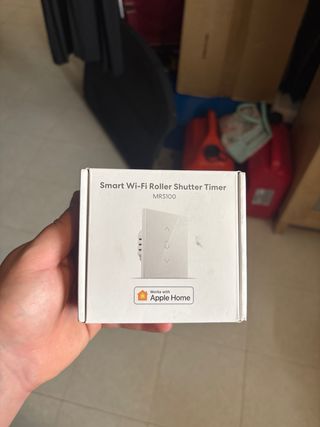 Smart Wi-Fi Roller Shutter Timer
MRS100
Works with
Apple Home